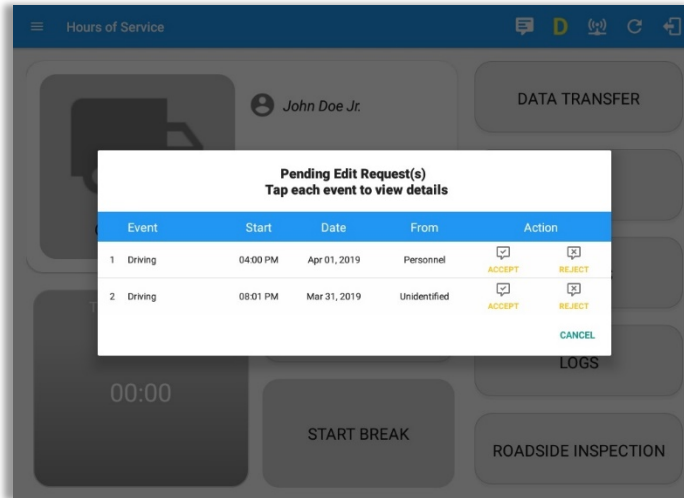 Hours of Service
D
John Doe Jr.
DATA TRANSFER
Pending Edit Request(s)
Tap each event to view details
Event Start Date From Action
1 Driving 04:00 PM Apr 01, 2019 Personnel ACCEPT REJECT
2 Driving 08:01 PM Mar 31, 2019 Unidentified ACCEPT REJECT
CANCEL
LOGS
00:00
START BREAK
ROADSIDE INSPECTION